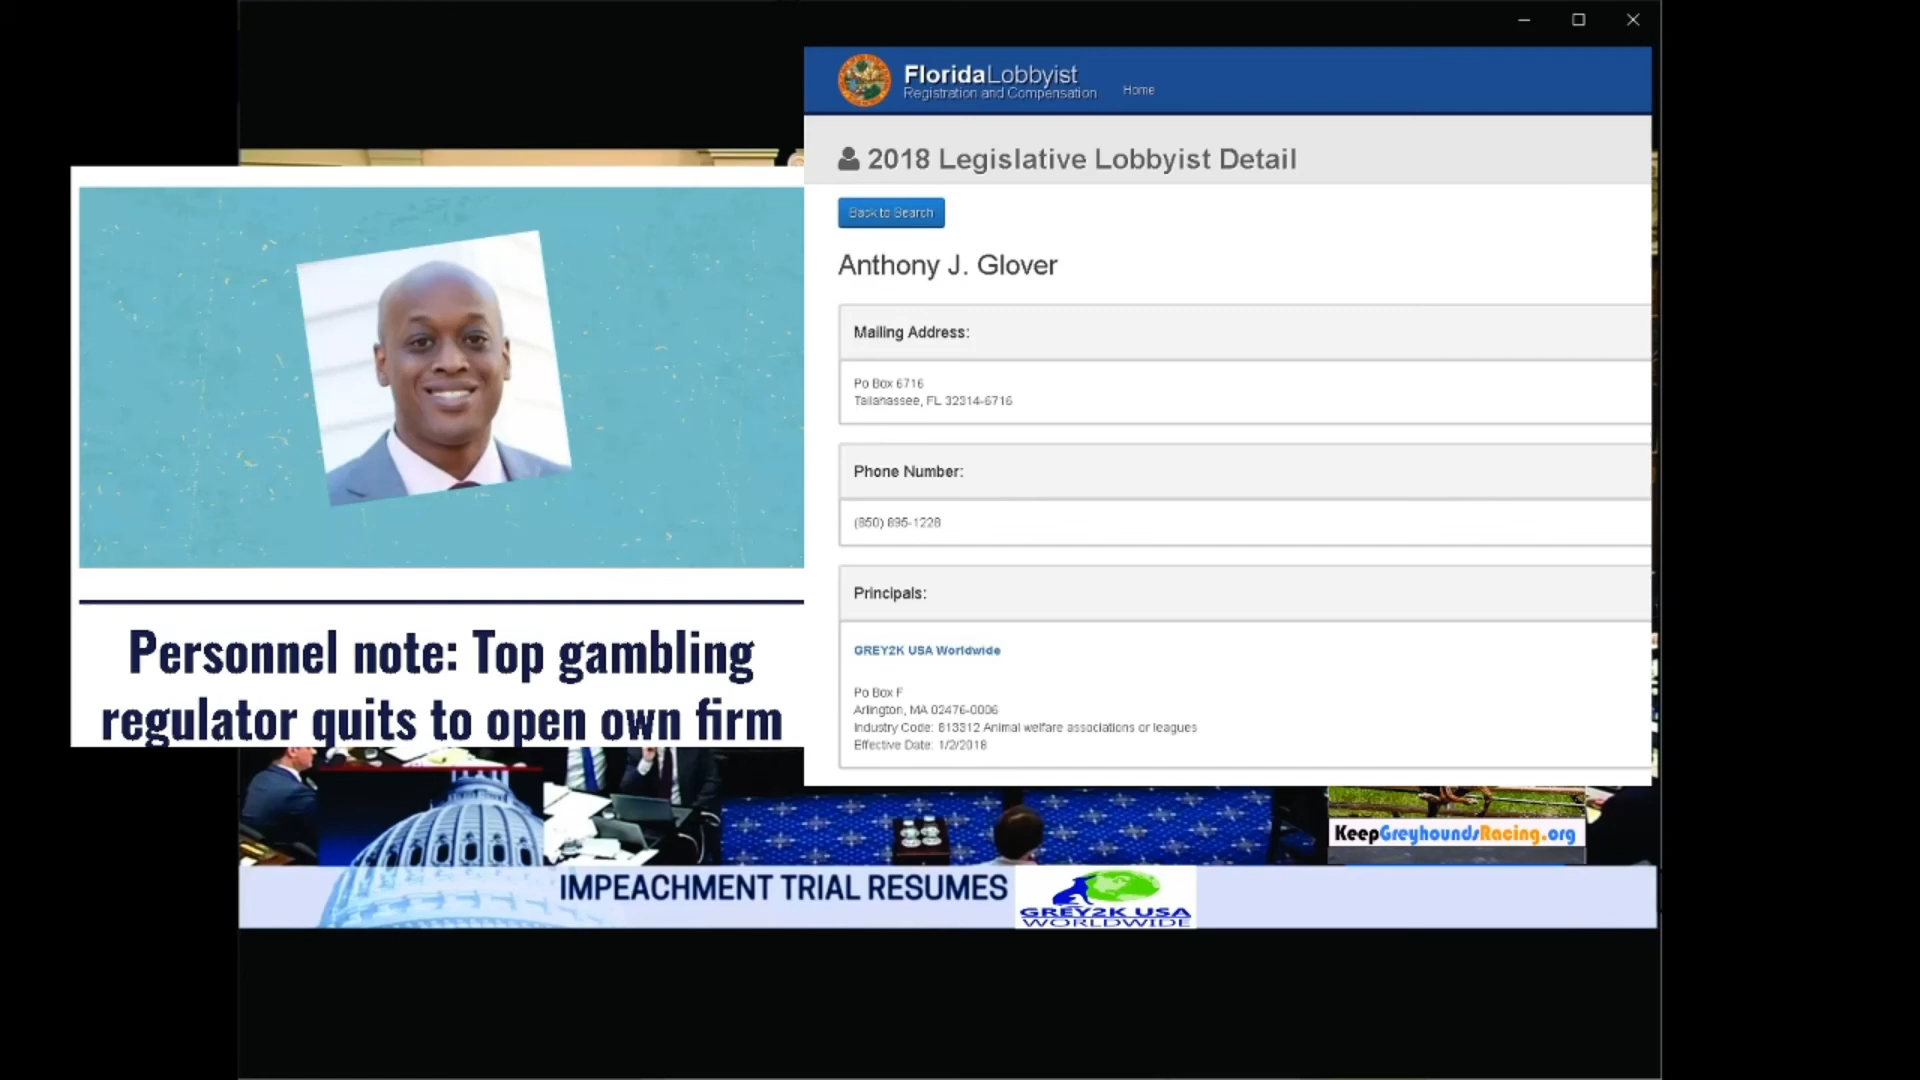 FloridaLobbyist
Registration and Compensation
Home
2018 Legislative Lobbyist Detail
Back to Search
Anthony J. Glover
Mailing Address:
Po Box 6716
Tallahassee, FL 32314-6716
Phone Number:
(850) 895-1228
Principals:
GREY2K USA Worldwide
Po Box F
Arlington, MA 02476-0006
Industry Code: 813312 Animal welfare associations or leagues
Effective Date: 1/2/2018
Personnel note: Top gambling
regulator quits to open own firm
KeepGreyhoundsRacing.org
IMPEACHMENT TRIAL RESUMES
GREY2K USA
WORLDWIDE